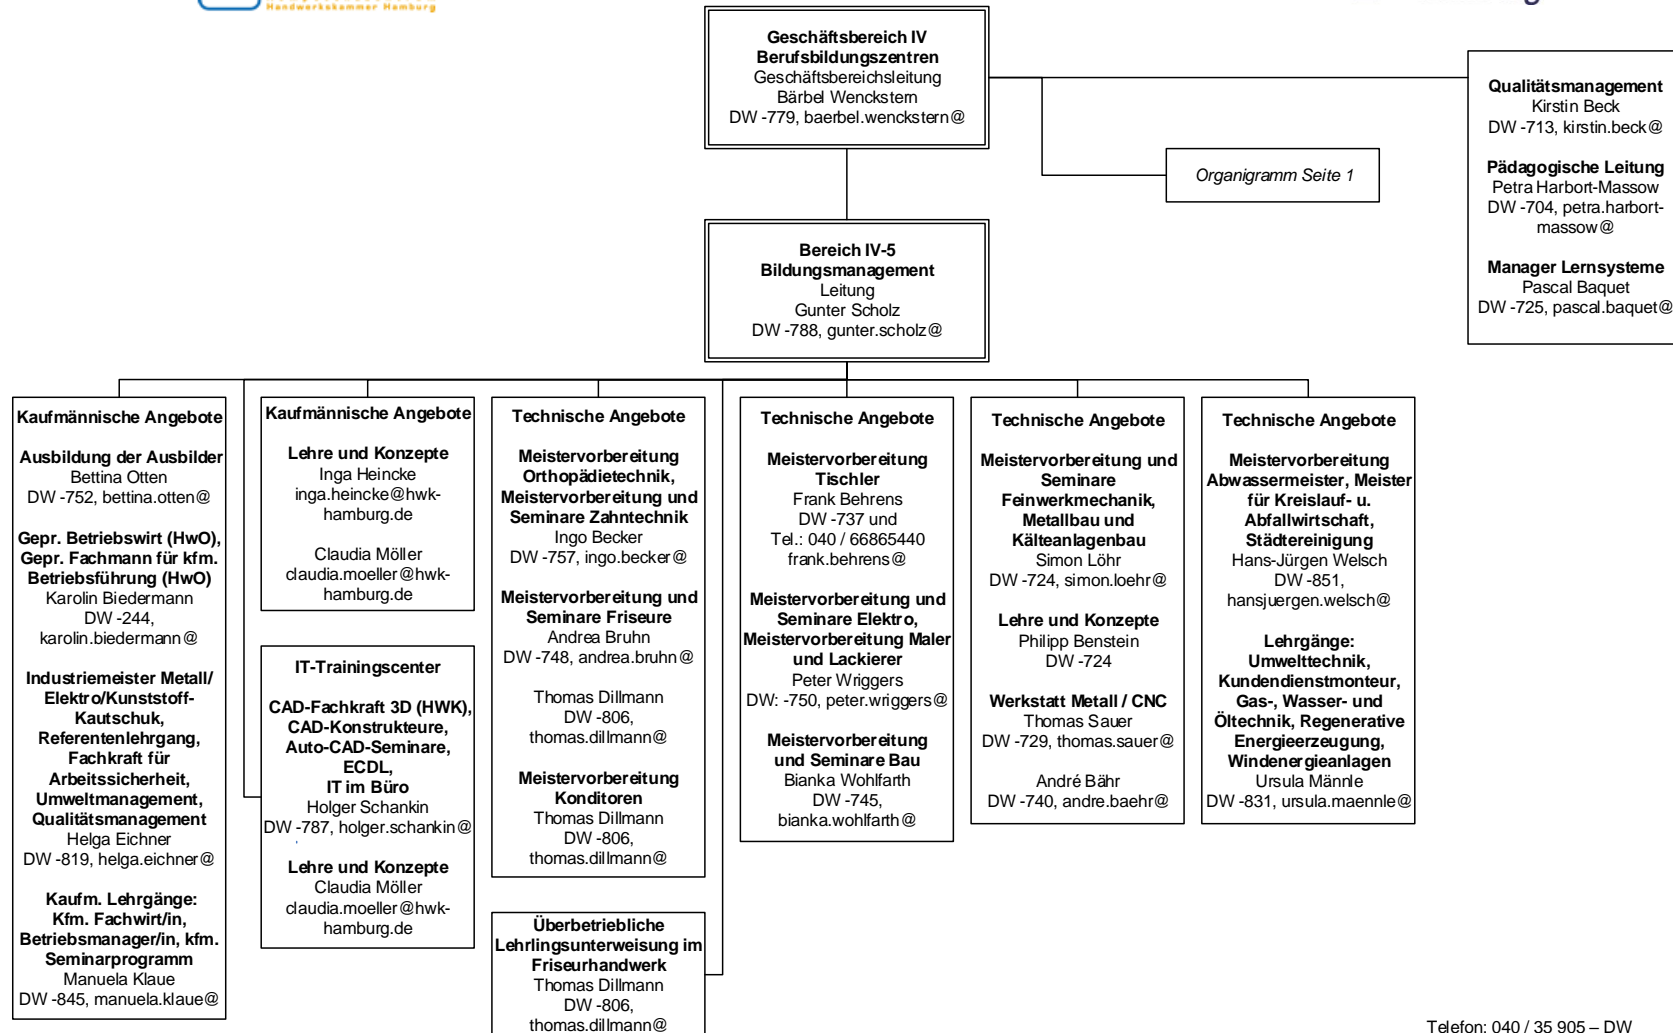 Handwerkskammer Hamburg
Geschäftsbereich IV
Berufsbildungszentren
Geschäftsbereichsleitung
Bärbel Wenckstern
DW -779, baerbel.wenckstern@
Qualitätsmanagement
Kirstin Beck
DW -713, kirstin.beck@
Pädagogische Leitung
Petra Harbort-Massow
DW -704, petra.harbort-
massow@
Manager Lernsysteme
Pascal Baquet
DW -725, pascal.baquet@
Organigramm Seite 1
Bereich IV-5
Bildungsmanagement
Leitung
Gunter Scholz
DW -788, gunter.scholz@
Kaufmännische Angebote
Ausbildung der Ausbilder
Bettina Otten
DW -752, bettina.otten@
Gepr. Betriebswirt (HwO),
Gepr. Fachmann für kfm.
Betriebsführung (HwO)
Karolin Biedermann
DW -244,
karolin.biedermann@
Industriemeister Metall/
Elektro/Kunststoff-
Kautschuk,
Referentenlehrgang,
Fachkraft für
Arbeitssicherheit,
Umweltmanagement,
Qualitätsmanagement
Helga Eichner
DW -819, helga.eichner@
Kaufm. Lehrgänge:
Kfm. Fachwirt/in,
Betriebsmanager/in, kfm.
Seminarprogramm
Manuela Klaue
DW -845, manuela.klaue@
Kaufmännische Angebote
Lehre und Konzepte
Inga Heincke
inga.heincke@hwk-
hamburg.de
Claudia Möller
claudia.moeller@hwk-
hamburg.de
IT-Trainingscenter
CAD-Fachkraft 3D (HWK),
CAD-Konstrukteure,
Auto-CAD-Seminare,
ECDL,
IT im Büro
Holger Schankin
DW -787, holger.schankin@
Lehre und Konzepte
Claudia Möller
claudia.moeller@hwk-
hamburg.de
Technische Angebote
Meistervorbereitung
Orthopädietechnik,
Meistervorbereitung und
Seminare Zahntechnik
Ingo Becker
DW -757, ingo.becker@
Meistervorbereitung und
Seminare Friseure
Andrea Bruhn
DW -748, andrea.bruhn@
Thomas Dillmann
DW -806,
thomas.dillmann@
Meistervorbereitung
Konditoren
Thomas Dillmann
DW -806,
thomas.dillmann@
Überbetriebliche
Lehrlingsunterweisung im
Friseurhandwerk
Thomas Dillmann
DW -806,
thomas.dillmann@
Technische Angebote
Meistervorbereitung
Tischler
Frank Behrens
DW -737 und
Tel.: 040 / 66865440
frank.behrens@
Meistervorbereitung und
Seminare Elektro,
Meistervorbereitung Maler
und Lackierer
Peter Wriggers
DW: -750, peter.wriggers@
Meistervorbereitung
und Seminare Bau
Bianka Wohlfarth
DW -745,
bianka.wohlfarth@
Technische Angebote
Meistervorbereitung und
Seminare
Feinwerkmechanik,
Metallbau und
Kälteanlagenbau
Simon Löhr
DW -724, simon.loehr@
Lehre und Konzepte
Philipp Benstein
DW -724
Werkstatt Metall / CNC
Thomas Sauer
DW -729, thomas.sauer@
André Bähr
DW -740, andre.baehr@
Technische Angebote
Meistervorbereitung
Abwassermeister, Meister
für Kreislauf- u.
Abfallwirtschaft,
Städtereinigung
Hans-Jürgen Welsch
DW -851,
hansjuergen.welsch@
Lehrgänge:
Umwelttechnik,
Kundendienstmonteur,
Gas-, Wasser- und
Öltechnik, Regenerative
Energieerzeugung,
Windenergieanlagen
Ursula Männle
DW -831, ursula.maennle@
Telefon: 040 / 35 905 – DW